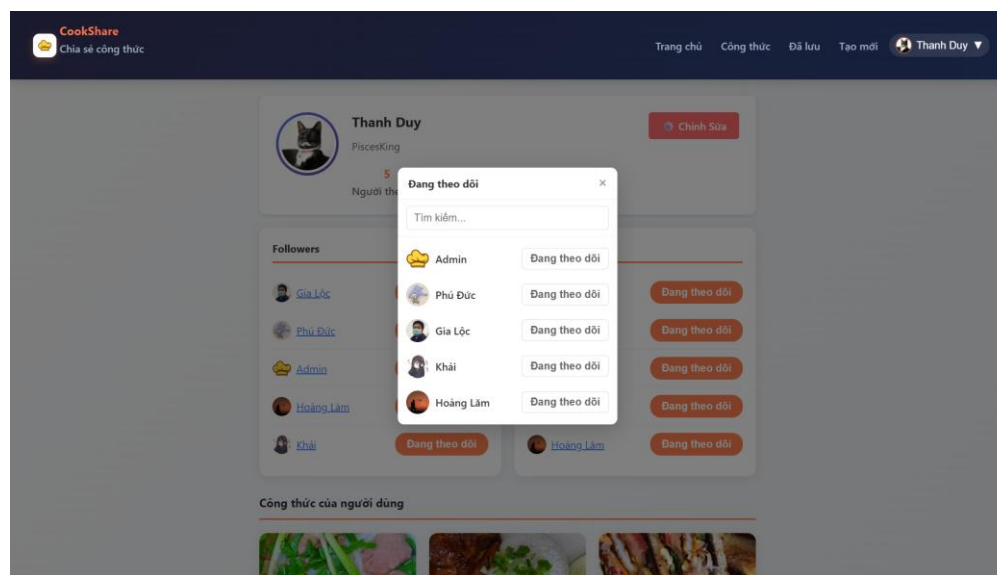 CookShare
Chia sẻ công thức
Trang chủ Công thức Đã lưu Tạo mới Thanh Duy ▼
Thanh Duy
PiscesKing
Chỉnh Sửa
5
Người the
Đang theo dõi ×
Tìm kiếm...
Admin Đang theo dõi
Phú Đức Đang theo dõi
Gia Lộc Đang theo dõi
Khải Đang theo dõi
Hoàng Lâm Đang theo dõi
Followers
Gia Lộc
Phú Đức
Admin
Hoàng Lâm
Khải Đang theo dõi
Đang theo dõi
Đang theo dõi
Đang theo dõi
Đang theo dõi
Hoàng Lâm Đang theo dõi
Công thức của người dùng